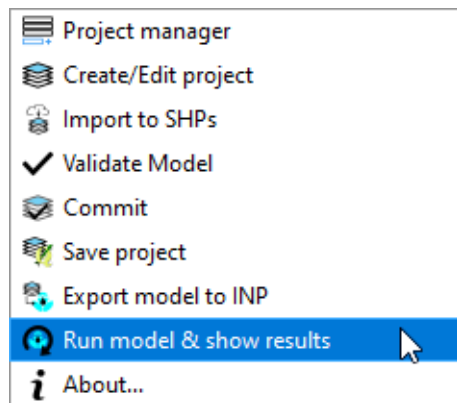 Project manager
Create/Edit project
Import to SHPs
Validate Model
Commit
Save project
Export model to INP
Run model & show results
About...